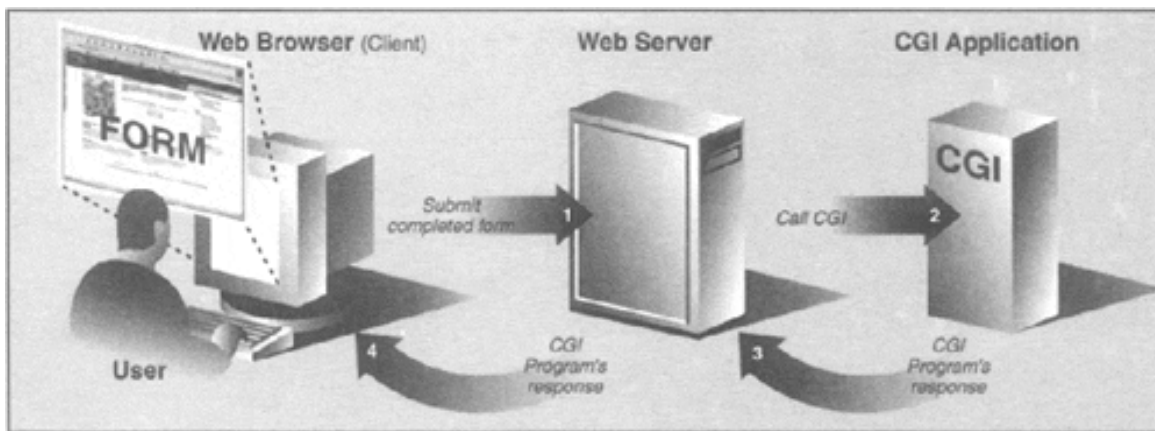 Web Browser (Client)
Web Server
CGI Application
FORM
CGI
Submit
completed form
1
Call CGI
2
4
CGI
Program's
response
3
CGI
Program's
response
User